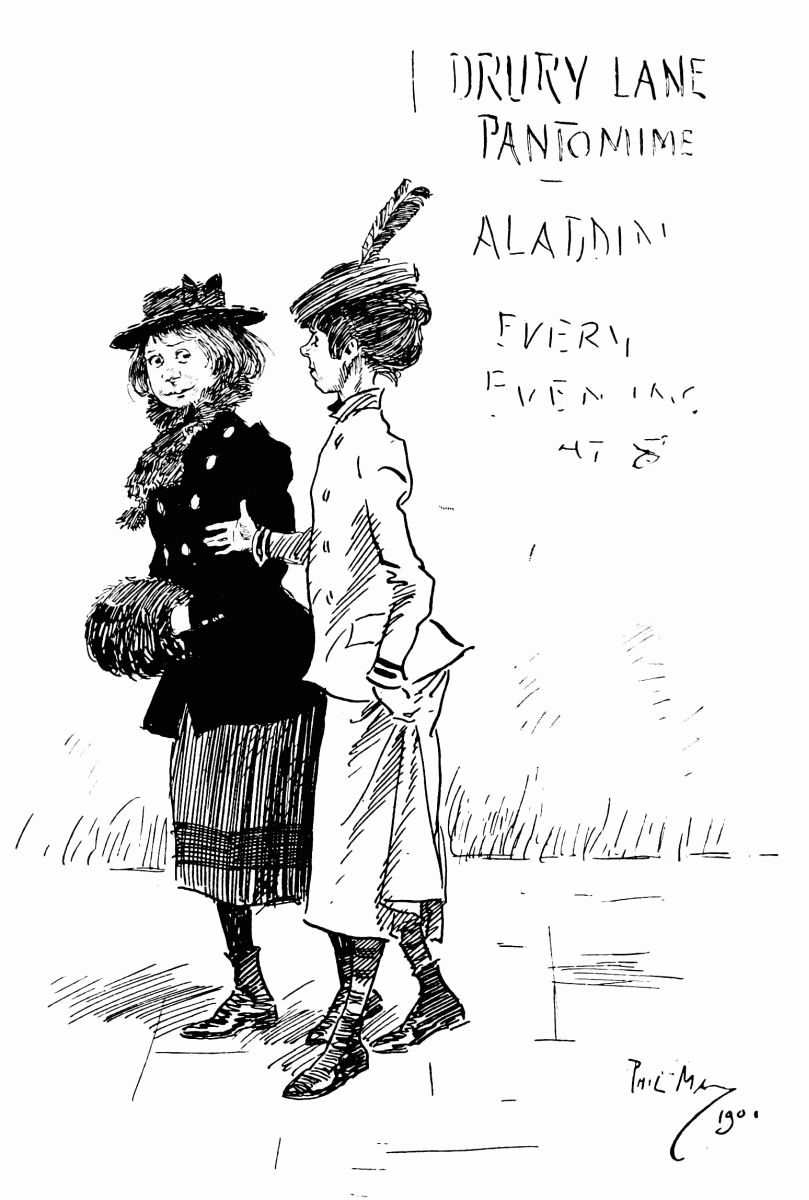 DRURY LANE
PANTOMIME
ALADDIN
EVERY
EVENING
AT 8
PHIL MAY
1901